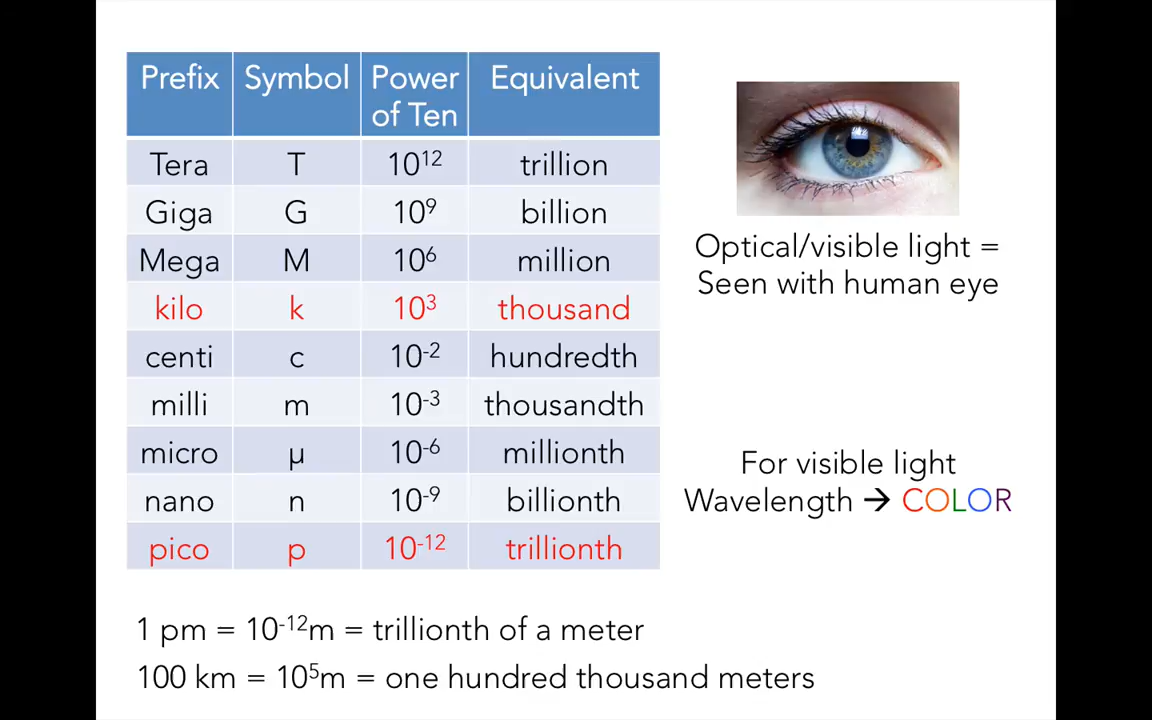 Prefix Symbol Power of Ten Equivalent
Tera T 10¹² trillion
Giga G 10⁹ billion
Mega M 10⁶ million
kilo k 10³ thousand
centi c 10⁻² hundredth
milli m 10⁻³ thousandth
micro µ 10⁻⁶ millionth
nano n 10⁻⁹ billionth
pico p 10⁻¹² trillionth
Optical/visible light =
Seen with human eye
For visible light
Wavelength → COLOR
1 pm = 10⁻¹²m = trillionth of a meter
100 km = 10⁵m = one hundred thousand meters